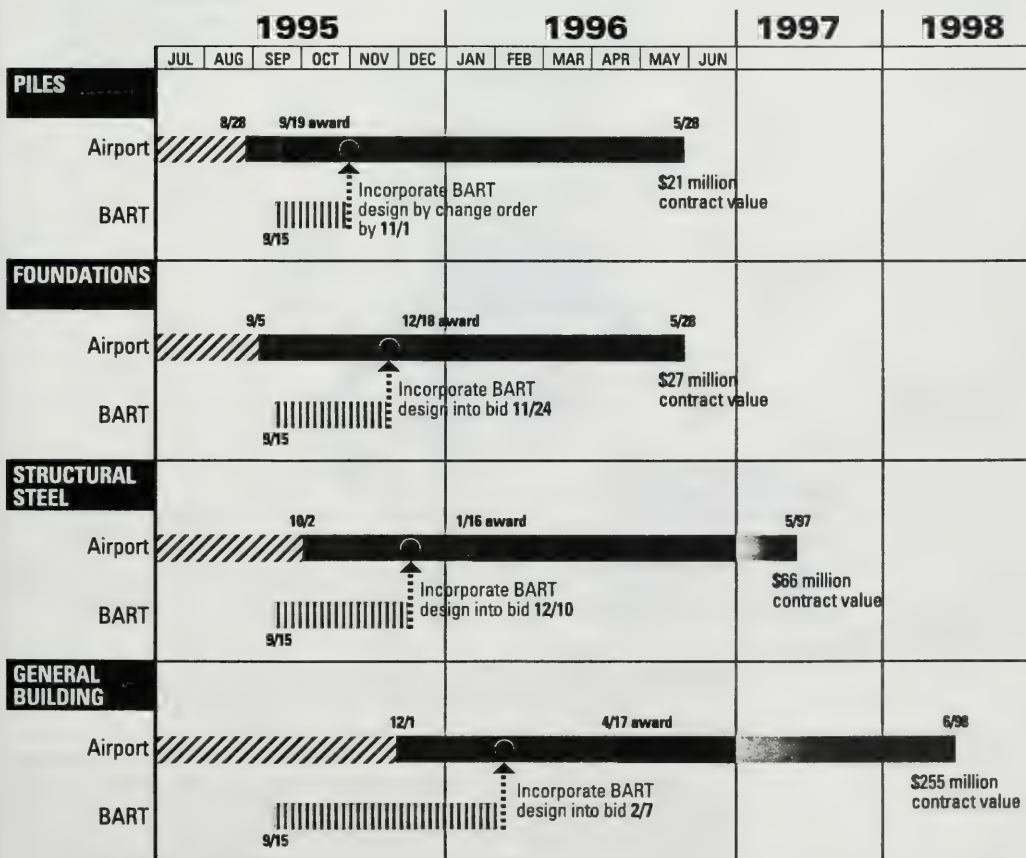 1995 1996 1997 1998
JUL AUG SEP OCT NOV DEC JAN FEB MAR APR MAY JUN
PILES
8/28 9/19 award 5/28
Airport
$21 million
contract value
Incorporate BART
design by change order
by 11/1
BART
9/15
FOUNDATIONS
9/5 12/18 award 5/28
Airport
$27 million
contract value
Incorporate BART
design into bid 11/24
BART
9/15
STRUCTURAL
STEEL
10/2 1/16 award 5/97
Airport
$66 million
contract value
Incorporate BART
design into bid 12/10
BART
9/15
GENERAL
BUILDING
12/1 4/17 award 6/98
Airport
$255 million
contract value
Incorporate BART
design into bid 2/7
BART
9/15